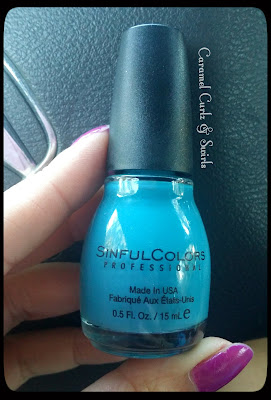 Caramel Curlz & Swirls
SINFULCOLORS
PROFESSIONAL
Made In USA
Fabriqué Aux États-Unis
0.5 Fl. Oz. / 15 mL e